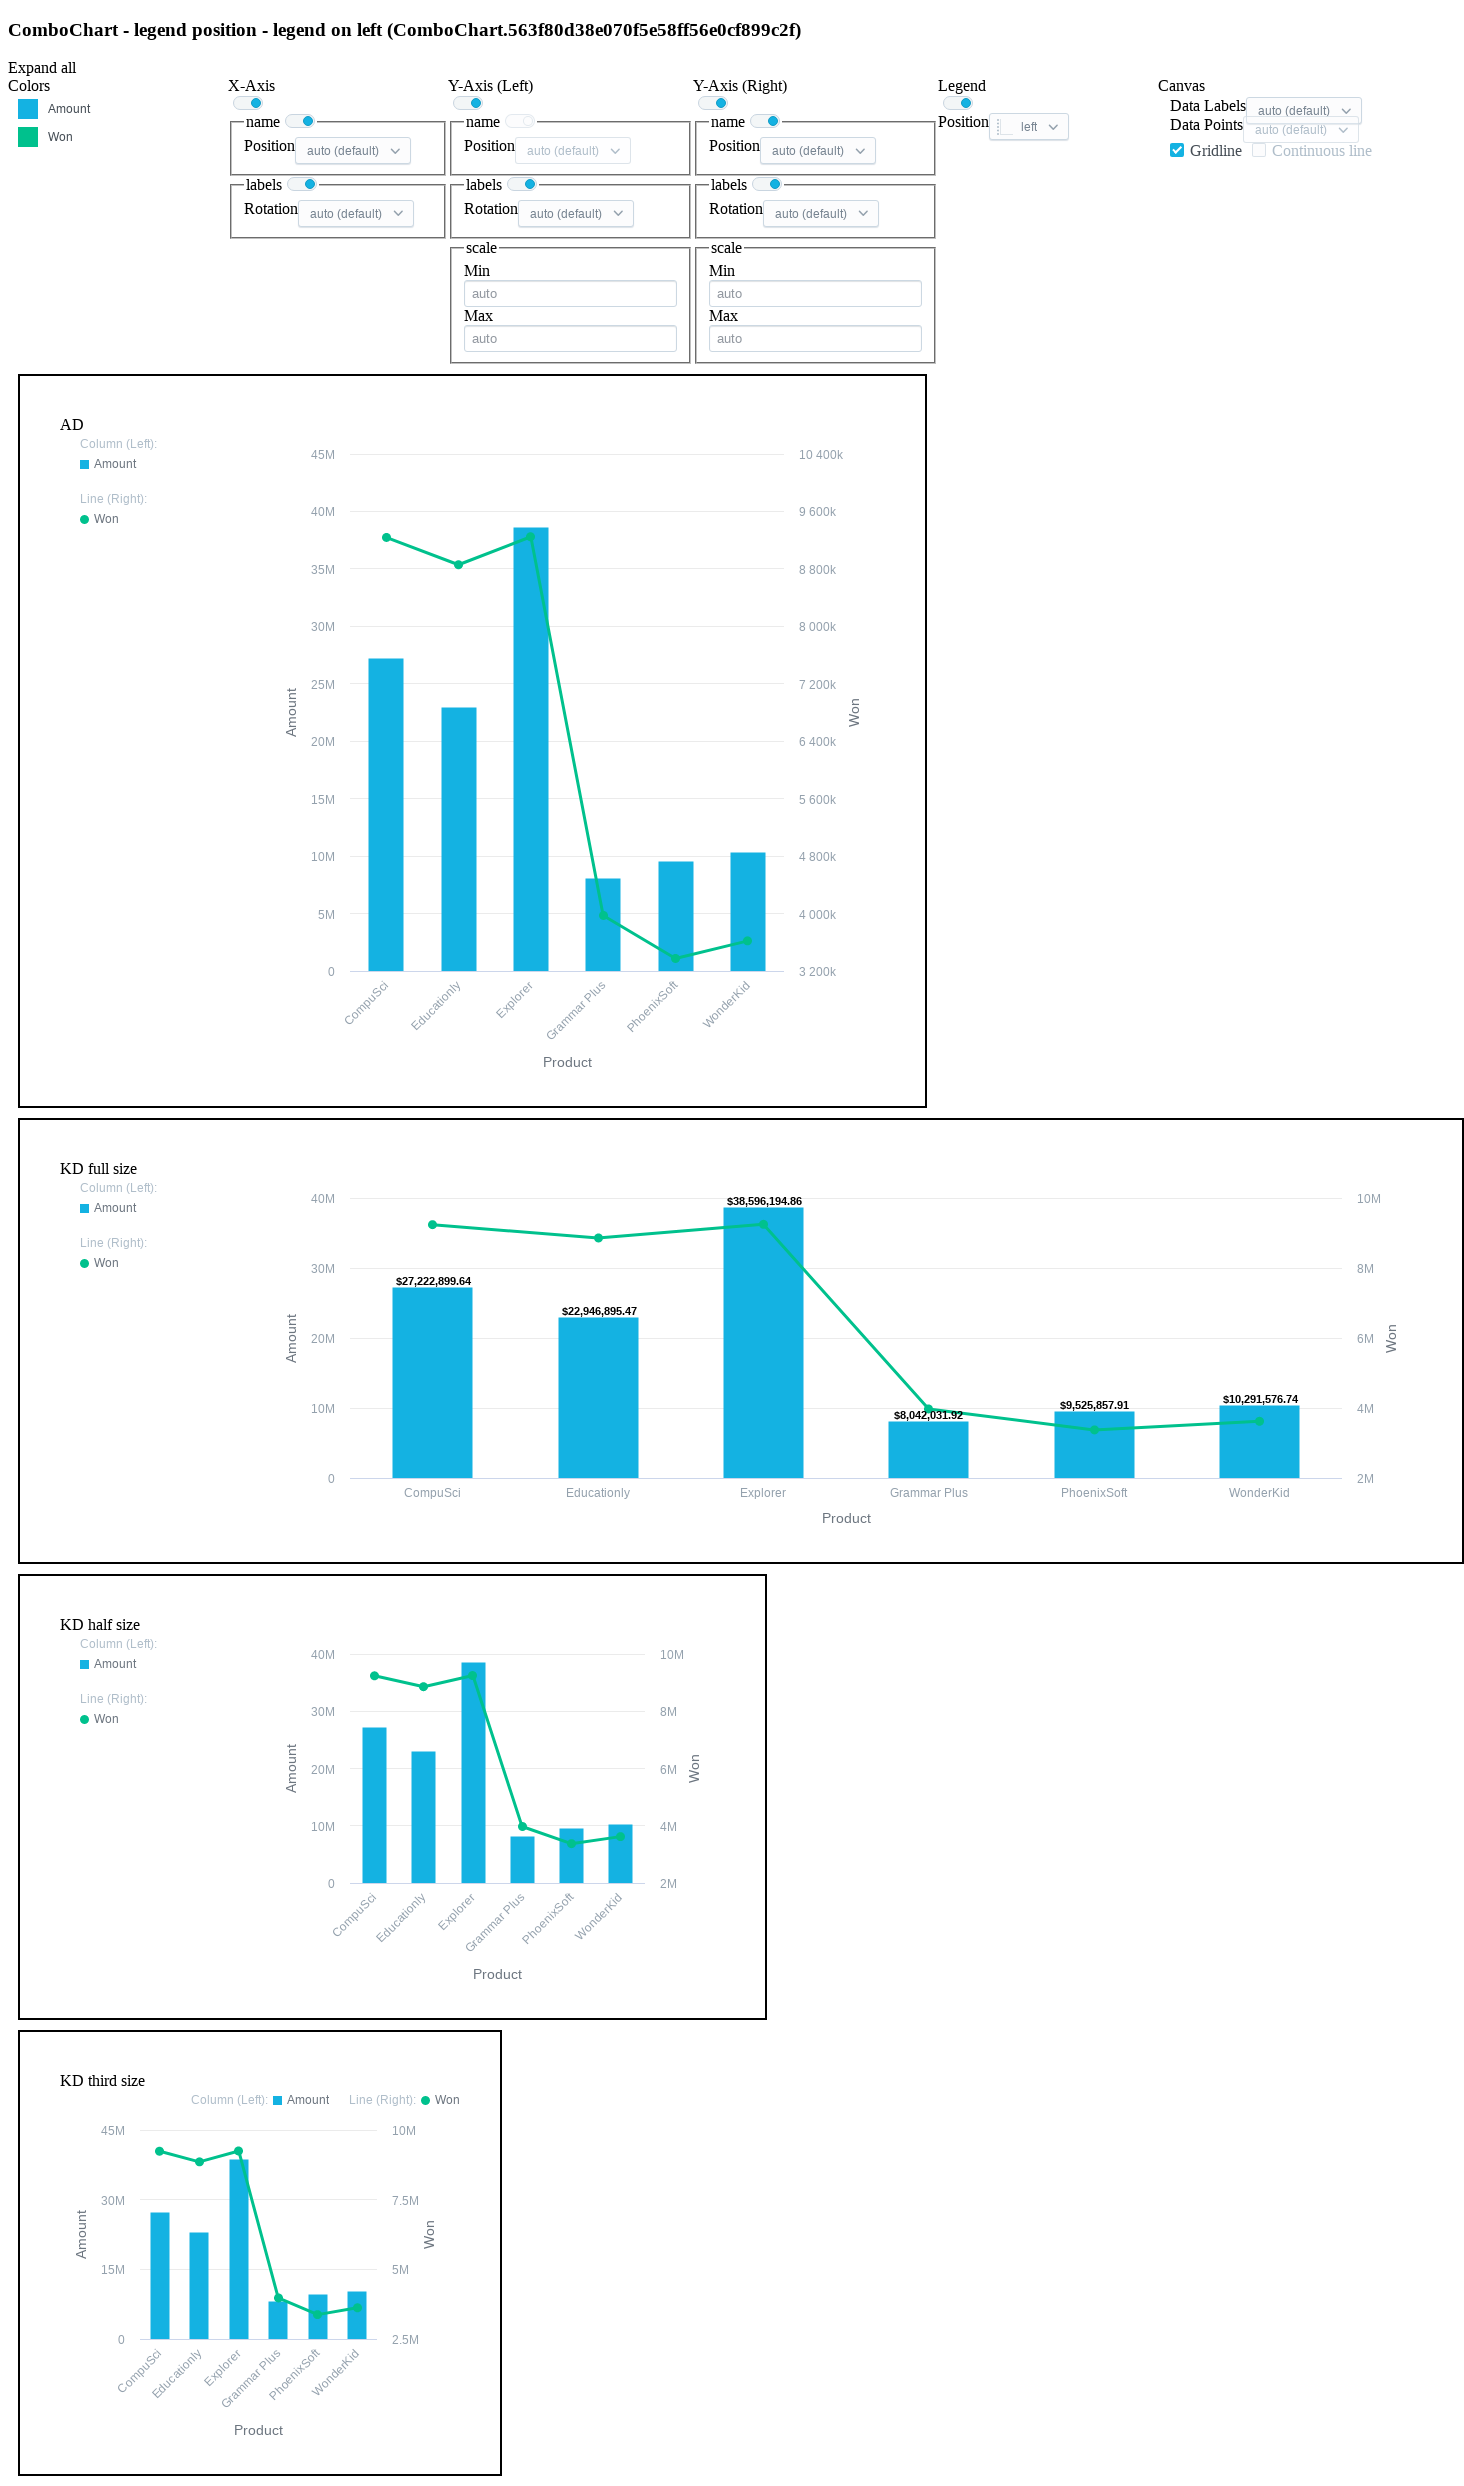 ComboChart - legend position - legend on left (ComboChart.563f80d38e070f5e58ff56e0cf899c2f)
Expand all
Colors
Amount
Won
X-Axis
name
Position auto (default)
labels
Rotation auto (default)
Y-Axis (Left)
name
Position auto (default)
labels
Rotation auto (default)
scale
Min
auto
Max
auto
Y-Axis (Right)
name
Position auto (default)
labels
Rotation auto (default)
scale
Min
auto
Max
auto
Legend
Position left
Canvas
Data Labels auto (default)
Data Points auto (default)
Gridline Continuous line
AD
Column (Left):
Amount
Line (Right):
Won
45M
40M
35M
30M
25M
20M
15M
10M
5M
0
Amount
10 400k
9 600k
8 800k
8 000k
7 200k
6 400k
5 600k
4 800k
4 000k
3 200k
Won
CompuSci
Educationly
Explorer
Grammar Plus
PhoenixSoft
WonderKid
Product
KD full size
Column (Left):
Amount
Line (Right):
Won
40M
30M
20M
10M
0
Amount
$27,222,899.64
$22,946,895.47
$38,596,194.86
$8,042,031.92
$9,525,857.91
$10,291,576.74
10M
8M
6M
4M
2M
Won
CompuSci
Educationly
Explorer
Grammar Plus
PhoenixSoft
WonderKid
Product
KD half size
Column (Left):
Amount
Line (Right):
Won
40M
30M
20M
10M
0
Amount
10M
8M
6M
4M
2M
Won
CompuSci
Educationly
Explorer
Grammar Plus
PhoenixSoft
WonderKid
Product
KD third size
Column (Left): Amount Line (Right): Won
45M
30M
15M
0
Amount
10M
7.5M
5M
2.5M
Won
CompuSci
Educationly
Explorer
Grammar Plus
PhoenixSoft
WonderKid
Product